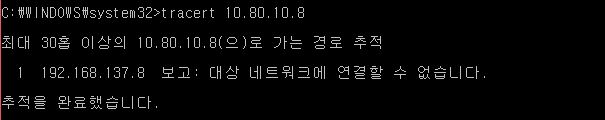 C:\WINDOWS\system32>tracert 10.80.10.8
최대 30홉 이상의 10.80.10.8(으)로 가는 경로 추적
1 192.168.137.8 보고: 대상 네트워크에 연결할 수 없습니다.
추적을 완료했습니다.